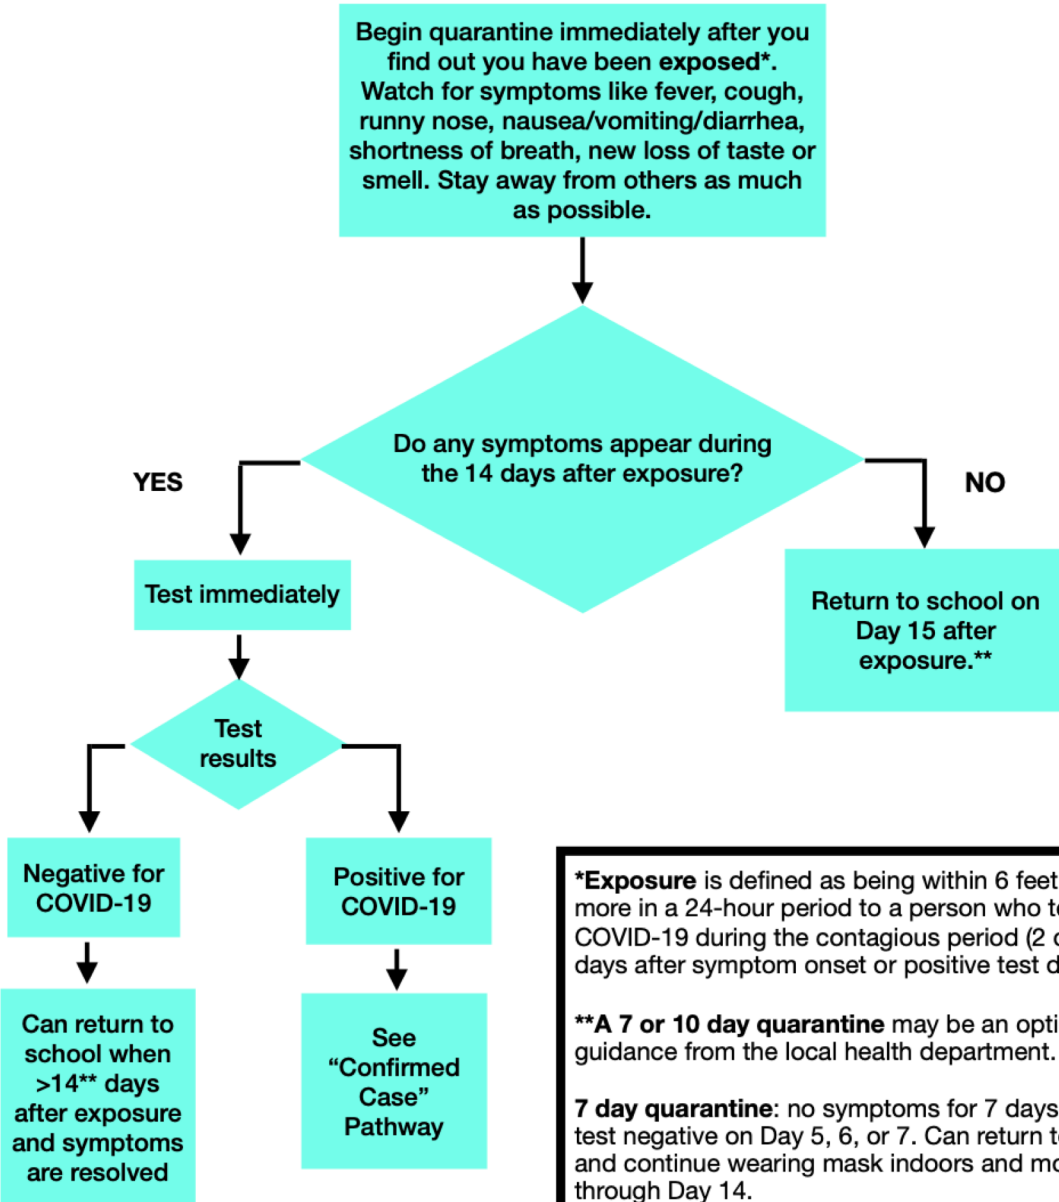 Begin quarantine immediately after you
find out you have been exposed*.
Watch for symptoms like fever, cough,
runny nose, nausea/vomiting/diarrhea,
shortness of breath, new loss of taste or
smell. Stay away from others as much
as possible.
Do any symptoms appear during
the 14 days after exposure?
YES
NO
Test immediately
Return to school on
Day 15 after
exposure.**
Test
results
Negative for
COVID-19
Positive for
COVID-19
Can return to
school when
>14** days
after exposure
and symptoms
are resolved
See
“Confirmed
Case”
Pathway
*Exposure is defined as being within 6 feet
more in a 24-hour period to a person who
COVID-19 during the contagious period (2
days after symptom onset or positive test
**A 7 or 10 day quarantine may be an
guidance from the local health department.
7 day quarantine: no symptoms for 7 days
test negative on Day 5, 6, or 7. Can return
and continue wearing mask indoors and
through Day 14.